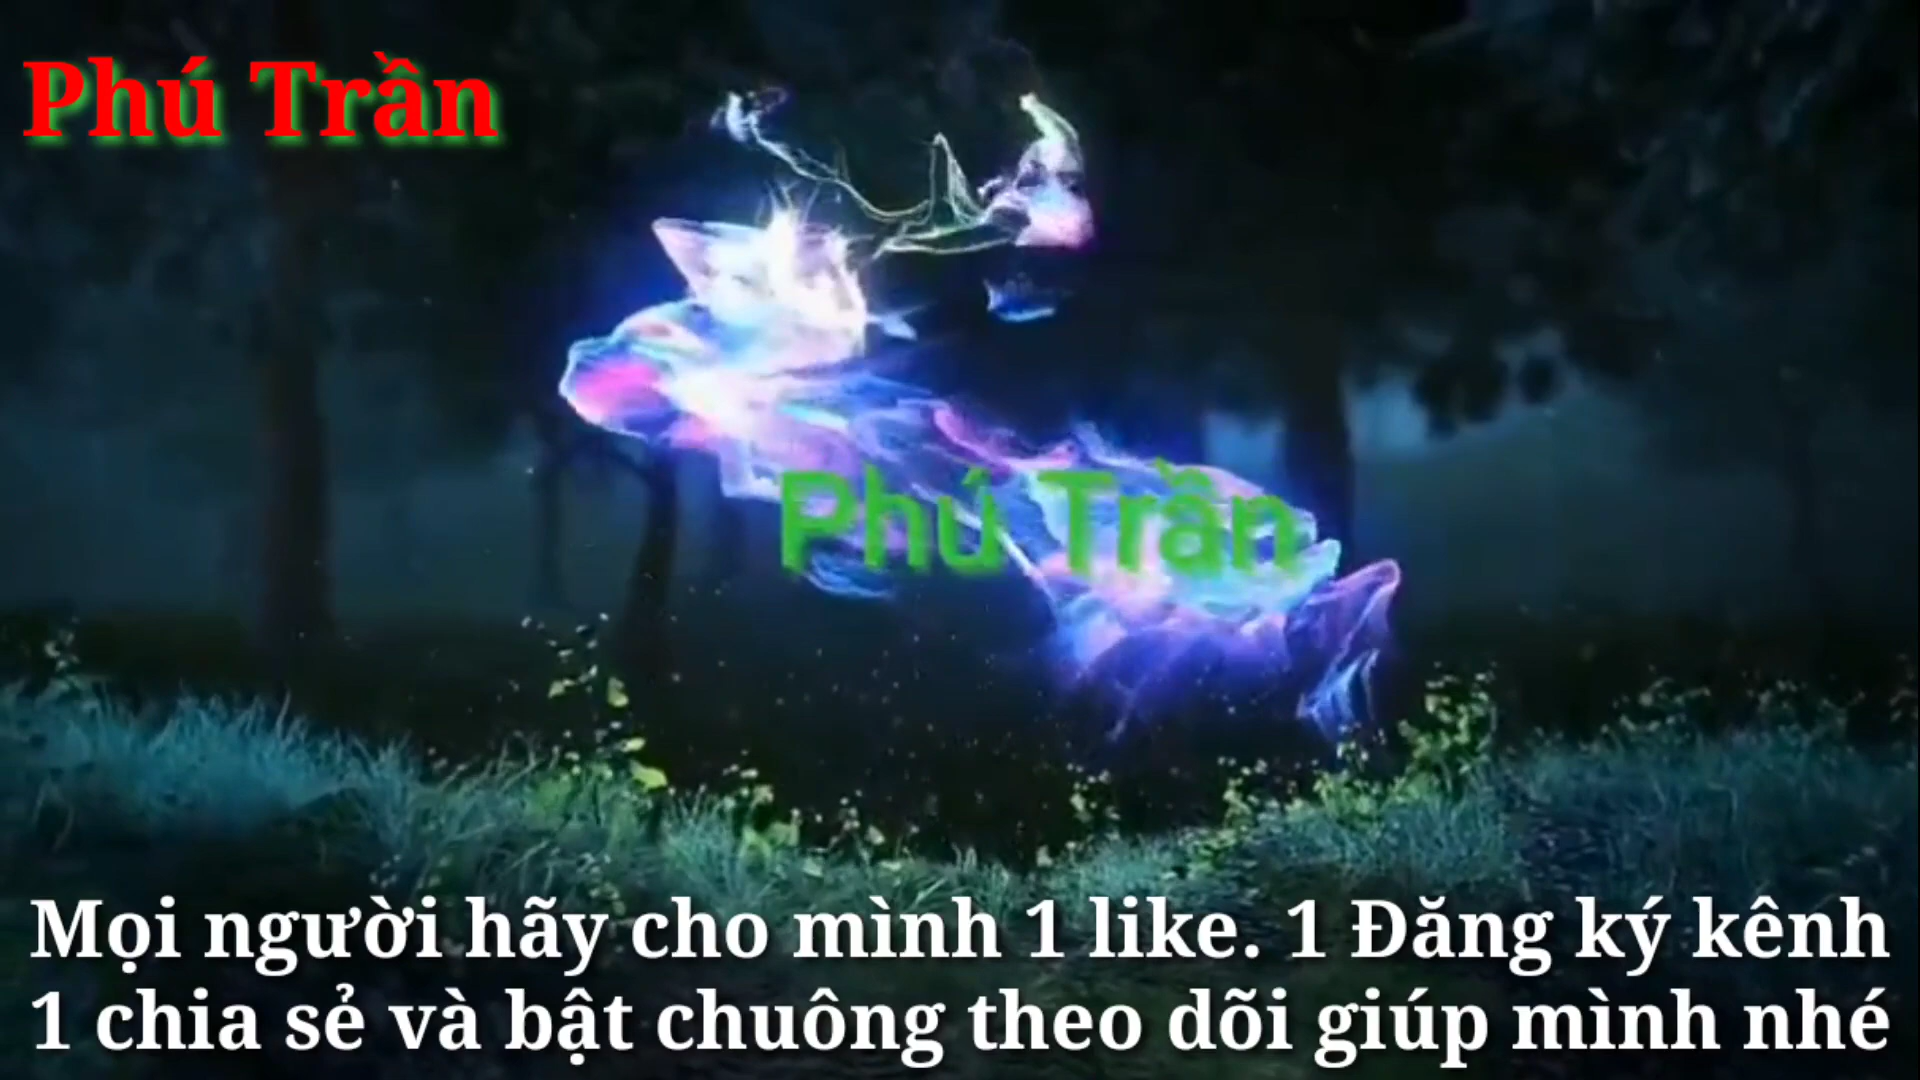 Phú Trần
Phú Trần
Mọi người hãy cho mình 1 like. 1 Đăng ký kênh
1 chia sẻ và bật chuông theo dõi giúp mình nhé